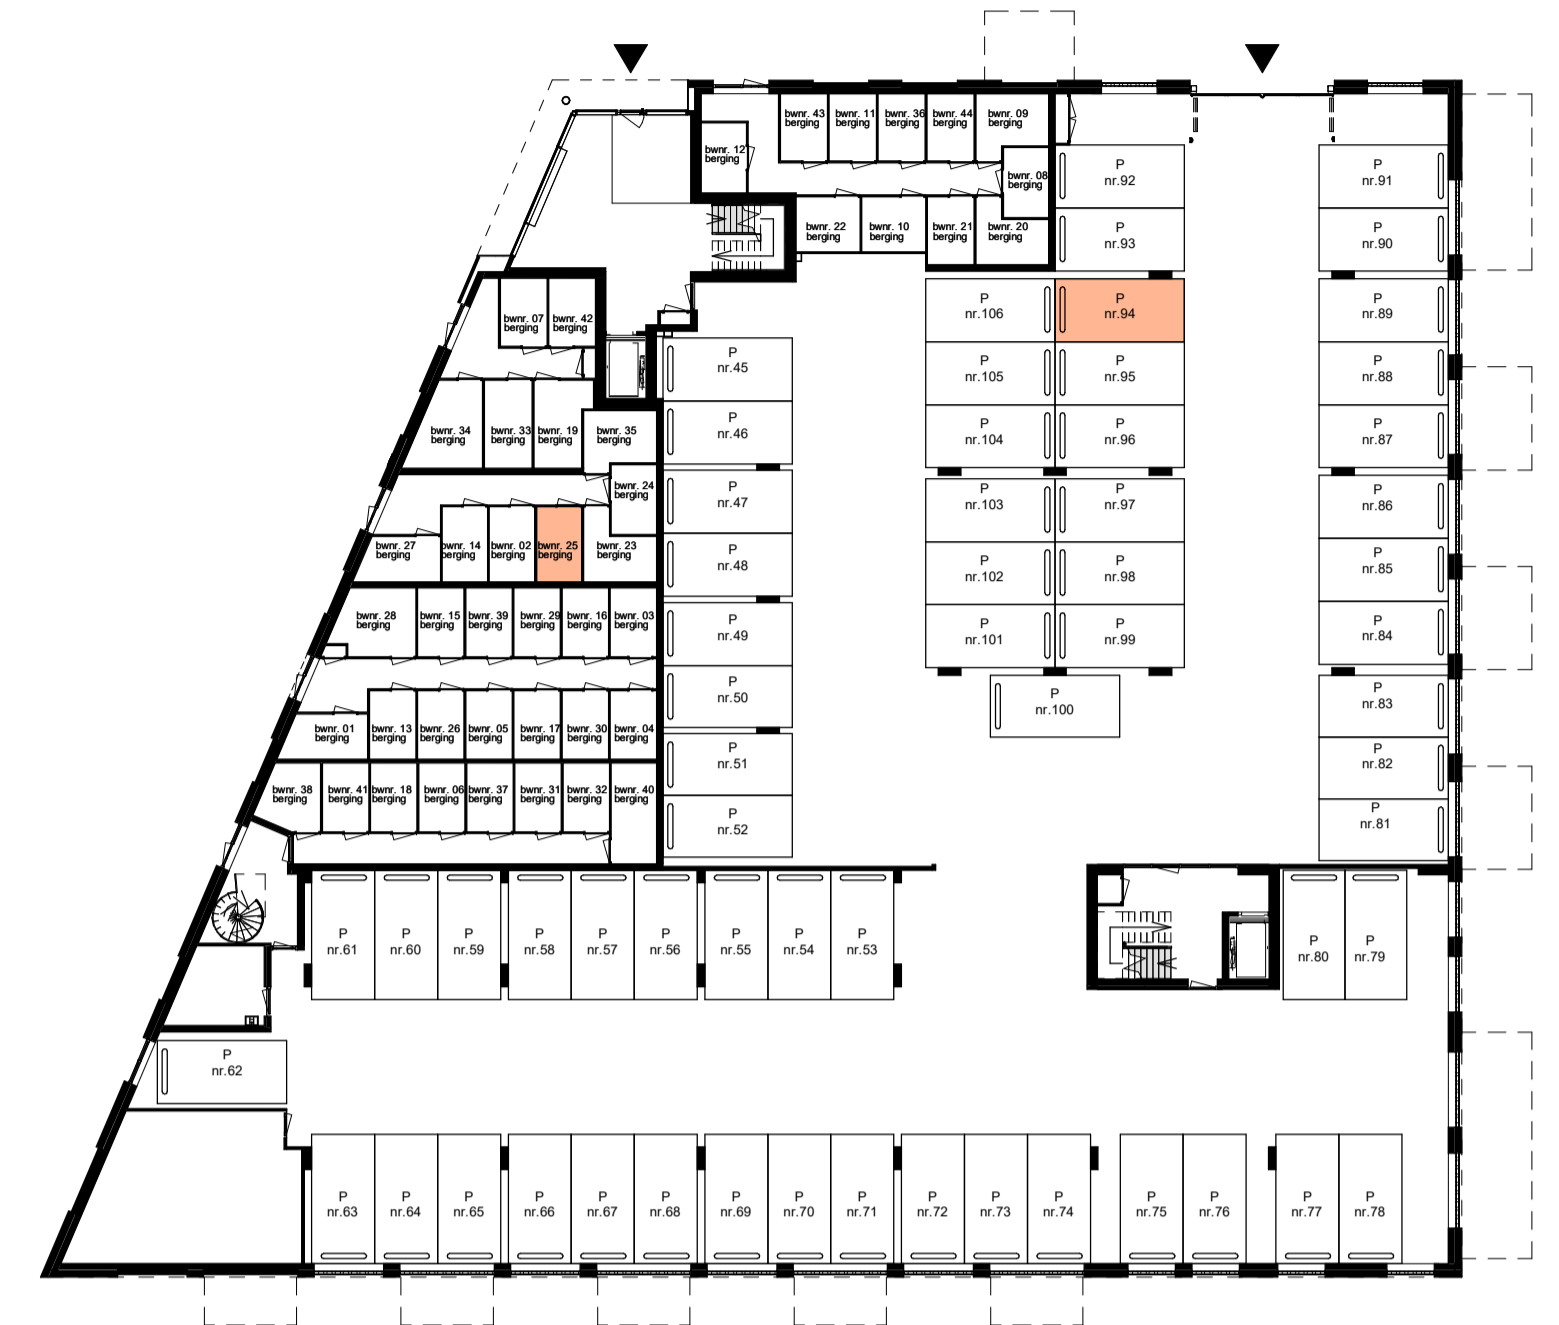 bwnr. 43
berging
bwnr. 11
berging
bwnr. 36
berging
bwnr. 44
berging
bwnr. 09
berging
bwnr. 12
berging
bwnr. 08
berging
bwnr. 22
berging
bwnr. 10
berging
bwnr. 21
berging
bwnr. 20
berging
P
nr.92
P
nr.91
P
nr.93
P
nr.90
bwnr. 07
berging
bwnr. 42
berging
P
nr.106
P
nr.94
P
nr.89
P
nr.45
P
nr.105
P
nr.95
P
nr.88
bwnr. 34
berging
bwnr. 33
berging
bwnr. 19
berging
bwnr. 35
berging
P
nr.46
P
nr.104
P
nr.96
P
nr.87
bwnr. 24
berging
P
nr.47
P
nr.103
P
nr.97
P
nr.86
bwnr. 27
berging
bwnr. 14
berging
bwnr. 02
berging
bwnr. 25
berging
bwnr. 23
berging
P
nr.48
P
nr.102
P
nr.98
P
nr.85
bwnr. 28
berging
bwnr. 15
berging
bwnr. 39
berging
bwnr. 29
berging
bwnr. 16
berging
bwnr. 03
berging
P
nr.49
P
nr.101
P
nr.99
P
nr.84
P
nr.50
P
nr.100
P
nr.83
bwnr. 01
berging
bwnr. 13
berging
bwnr. 26
berging
bwnr. 05
berging
bwnr. 17
berging
bwnr. 30
berging
bwnr. 04
berging
P
nr.51
P
nr.82
bwnr. 38
berging
bwnr. 41
berging
bwnr. 18
berging
bwnr. 06
berging
bwnr. 37
berging
bwnr. 31
berging
bwnr. 32
berging
bwnr. 40
berging
P
nr.52
P
nr.81
P
nr.61
P
nr.60
P
nr.59
P
nr.58
P
nr.57
P
nr.56
P
nr.55
P
nr.54
P
nr.53
P
nr.80
P
nr.79
P
nr.62
P
nr.63
P
nr.64
P
nr.65
P
nr.66
P
nr.67
P
nr.68
P
nr.69
P
nr.70
P
nr.71
P
nr.72
P
nr.73
P
nr.74
P
nr.75
P
nr.76
P
nr.77
P
nr.78